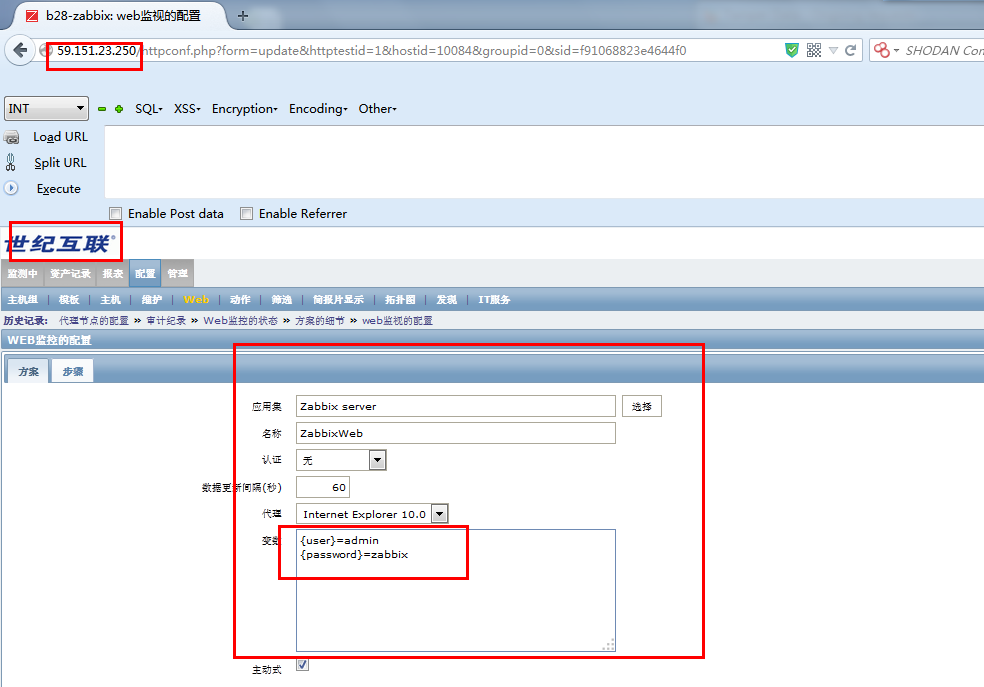 b28-zabbix: web监视的配置
59.151.23.250/httpconf.php?form=update&httptestid=1&hostid=10084&groupid=0&sid=f91068823e4644f0
SHODAN Con
INT SQL XSS Encryption Encoding Other
Load URL
Split URL
Execute
Enable Post data Enable Referrer
世纪互联
监测中 资产记录 报表 配置 管理
主机组 | 模板 | 主机 | 维护 | Web | 动作 | 筛选 | 简报片显示 | 拓扑图 | 发现 | IT服务
历史记录: 代理节点的配置 » 审计纪录 » Web监控的状态 » 方案的细节 » web监视的配置
WEB监控的配置
方案 步骤
应用集 Zabbix server 选择
名称 ZabbixWeb
认证 无
数据更新间隔(秒) 60
代理 Internet Explorer 10.0
变数 {user}=admin
{password}=zabbix
主动式